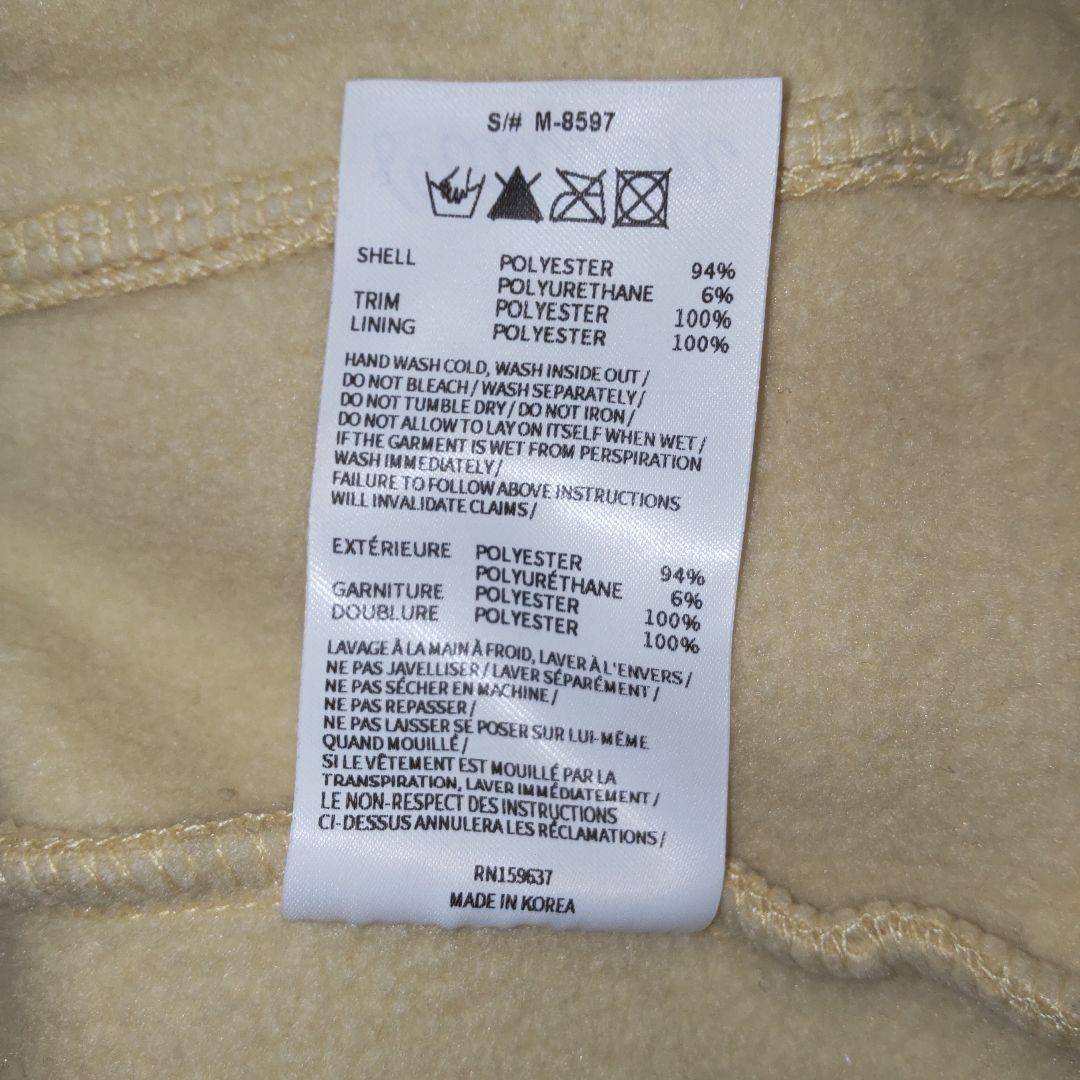 S/# M-8597
SHELL POLYESTER 94%
POLYURETHANE 6%
TRIM POLYESTER 100%
LINING POLYESTER 100%
HAND WASH COLD, WASH INSIDE OUT /
DO NOT BLEACH / WASH SEPARATELY /
DO NOT TUMBLE DRY / DO NOT IRON /
DO NOT ALLOW TO LAY ON ITSELF WHEN WET /
IF THE GARMENT IS WET FROM PERSPIRATION
WASH IMMEDIATELY /
FAILURE TO FOLLOW ABOVE INSTRUCTIONS
WILL INVALIDATE CLAIMS /
EXTÉRIEURE POLYESTER 94%
POLYURÉTHANE 6%
GARNITURE POLYESTER 100%
DOUBLURE POLYESTER 100%
LAVAGE À LA MAIN À FROID, LAVER À L'ENVERS /
NE PAS JAVELLISER / LAVER SÉPARÉMENT /
NE PAS SÉCHER EN MACHINE /
NE PAS REPASSER /
NE PAS LAISSER SE POSER SUR LUI-MÊME
QUAND MOUILLÉ /
SI LE VÊTEMENT EST MOUILLÉ PAR LA
TRANSPIRATION, LAVER IMMÉDIATEMENT /
LE NON-RESPECT DES INSTRUCTIONS
CI-DESSUS ANNULERA LES RÉCLAMATIONS /
RN159637
MADE IN KOREA